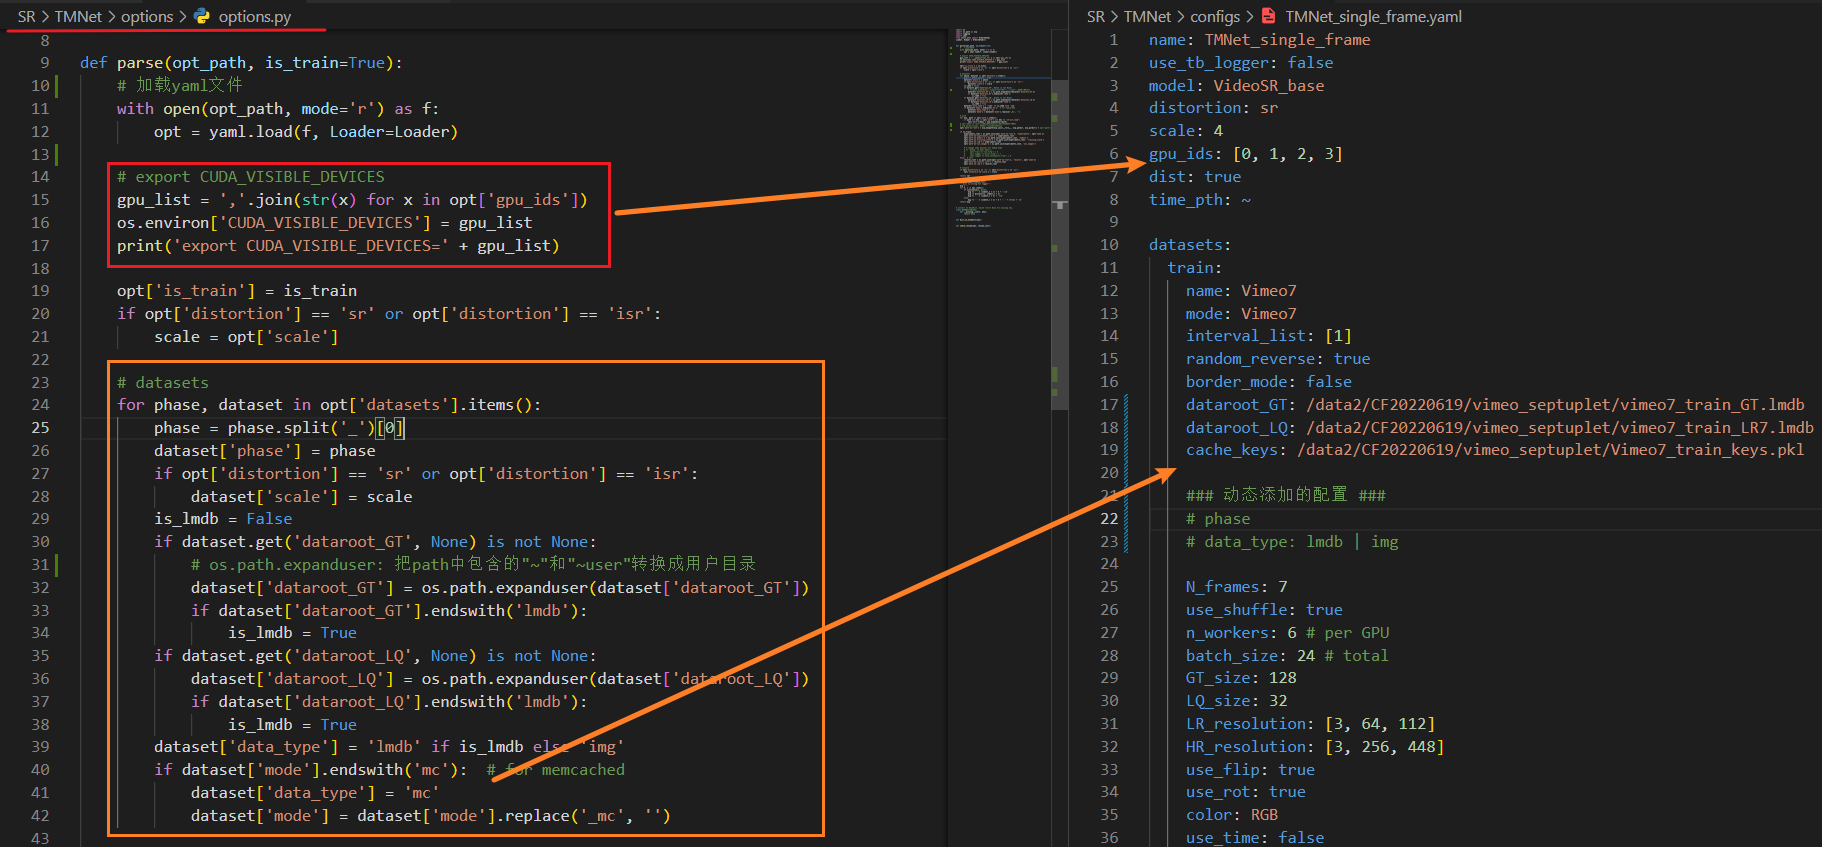 SR > TMNet > options > options.py
8
9 def parse(opt_path, is_train=True):
10 # 加载yaml文件
11 with open(opt_path, mode='r') as f:
12 opt = yaml.load(f, Loader=Loader)
13
14 # export CUDA_VISIBLE_DEVICES
15 gpu_list = ','.join(str(x) for x in opt['gpu_ids'])
16 os.environ['CUDA_VISIBLE_DEVICES'] = gpu_list
17 print('export CUDA_VISIBLE_DEVICES=' + gpu_list)
18
19 opt['is_train'] = is_train
20 if opt['distortion'] == 'sr' or opt['distortion'] == 'isr':
21 scale = opt['scale']
22
23 # datasets
24 for phase, dataset in opt['datasets'].items():
25 phase = phase.split('_')[0]
26 dataset['phase'] = phase
27 if opt['distortion'] == 'sr' or opt['distortion'] == 'isr':
28 dataset['scale'] = scale
29 is_lmdb = False
30 if dataset.get('dataroot_GT', None) is not None:
31 # os.path.expanduser: 把path中包含的"~"和"~user"转换成用户目录
32 dataset['dataroot_GT'] = os.path.expanduser(dataset['dataroot_GT'])
33 if dataset['dataroot_GT'].endswith('lmdb'):
34 is_lmdb = True
35 if dataset.get('dataroot_LQ', None) is not None:
36 dataset['dataroot_LQ'] = os.path.expanduser(dataset['dataroot_LQ'])
37 if dataset['dataroot_LQ'].endswith('lmdb'):
38 is_lmdb = True
39 dataset['data_type'] = 'lmdb' if is_lmdb else 'img'
40 if dataset['mode'].endswith('mc'): # for memcached
41 dataset['data_type'] = 'mc'
42 dataset['mode'] = dataset['mode'].replace('_mc', '')
43
SR > TMNet > configs > TMNet_single_frame.yaml
1 name: TMNet_single_frame
2 use_tb_logger: false
3 model: VideoSR_base
4 distortion: sr
5 scale: 4
6 gpu_ids: [0, 1, 2, 3]
7 dist: true
8 time_pth: ~
9
10 datasets:
11 train:
12 name: Vimeo7
13 mode: Vimeo7
14 interval_list: [1]
15 random_reverse: true
16 border_mode: false
17 dataroot_GT: /data2/CF20220619/vimeo_septuplet/vimeo7_train_GT.lmdb
18 dataroot_LQ: /data2/CF20220619/vimeo_septuplet/vimeo7_train_LR7.lmdb
19 cache_keys: /data2/CF20220619/vimeo_septuplet/Vimeo7_train_keys.pkl
20
21 ### 动态添加的配置 ###
22 # phase
23 # data_type: lmdb | img
24
25 N_frames: 7
26 use_shuffle: true
27 n_workers: 6 # per GPU
28 batch_size: 24 # total
29 GT_size: 128
30 LQ_size: 32
31 LR_resolution: [3, 64, 112]
32 HR_resolution: [3, 256, 448]
33 use_flip: true
34 use_rot: true
35 color: RGB
36 use_time: false